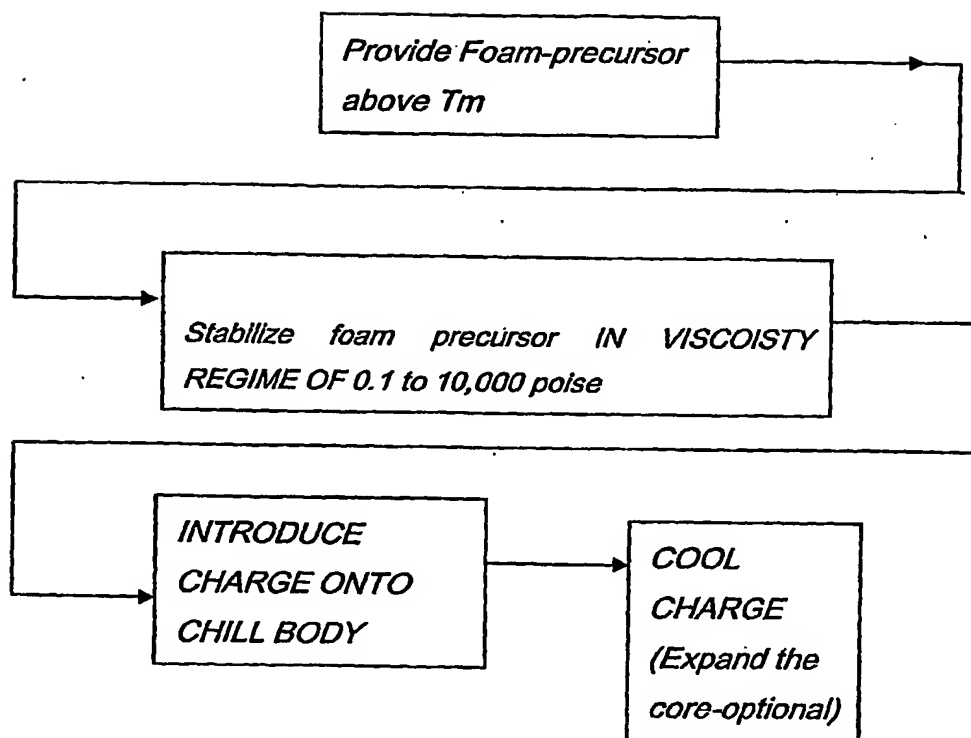 Provide Foam-precursor
above Tm
Stabilize foam precursor IN VISCOISTY
REGIME OF 0.1 to 10,000 poise
INTRODUCE
CHARGE ONTO
CHILL BODY
COOL
CHARGE
(Expand the
core-optional)